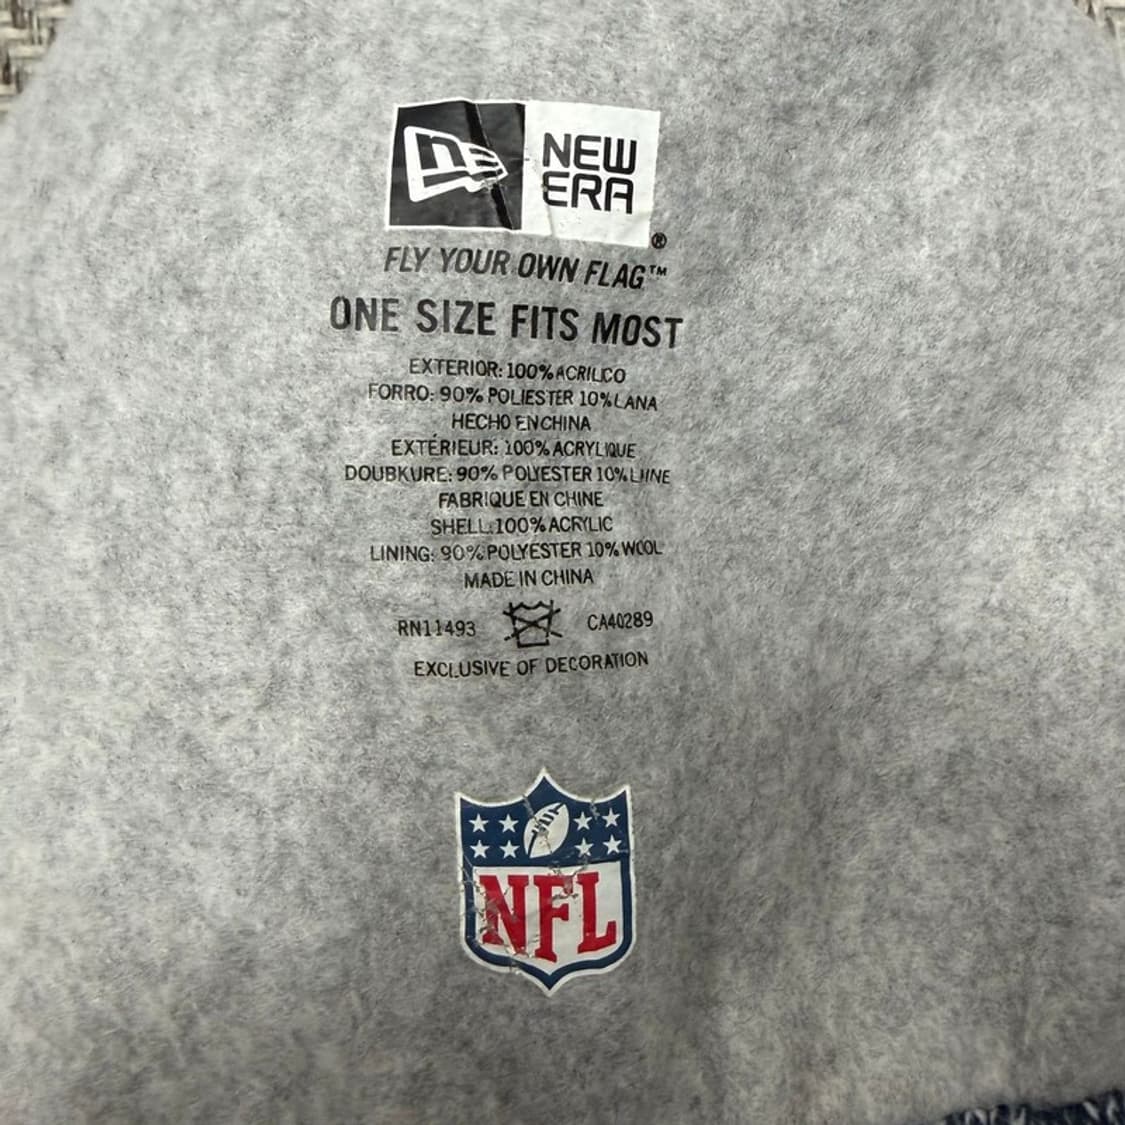 NEW
ERA
®
FLY YOUR OWN FLAG™
ONE SIZE FITS MOST
EXTERIOR: 100% ACRILCO
FORRO: 90% POLIESTER 10% LANA
HECHO EN CHINA
EXTÉRIEUR: 100% ACRYLIQUE
DOUBKURE: 90% POLYESTER 10%
FABRIQUE EN CHINE
SHELL: 100% ACRYLIC
LINING: 90% POLYESTER 10% WOOL
MADE IN CHINA
RN11493 CA40289
EXCLUSIVE OF DECORATION
NFL